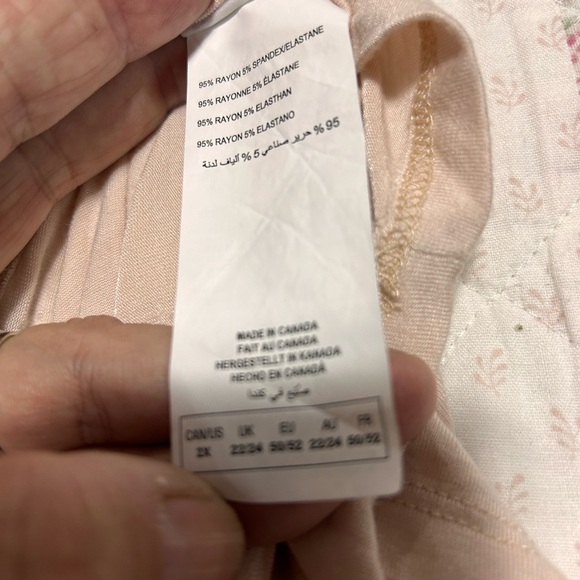 95% RAYON 5% SPANDEX/ELASTANE
95% RAYONNE 5% ÉLASTANE
95% RAYON 5% ELASTHAN
95% RAYON 5% ELASTANO
95 % حرير صناعي 5 % ألياف لدنة
MADE IN CANADA
FAIT AU CANADA
HERGESTELLT IN KANADA
HECHO EN CANADA
صنع في كندا
CAN/US UK EU AU FR
2X 22/24 50/52 22/24 50/52